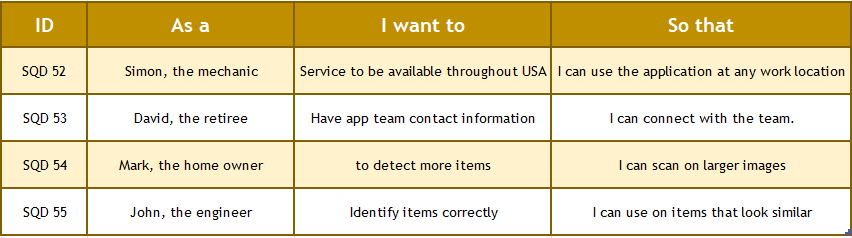 ID As a I want to So that
SQD 52 Simon, the mechanic Service to be available throughout USA I can use the application at any work location
SQD 53 David, the retiree Have app team contact information I can connect with the team.
SQD 54 Mark, the home owner to detect more items I can scan on larger images
SQD 55 John, the engineer Identify items correctly I can use on items that look similar